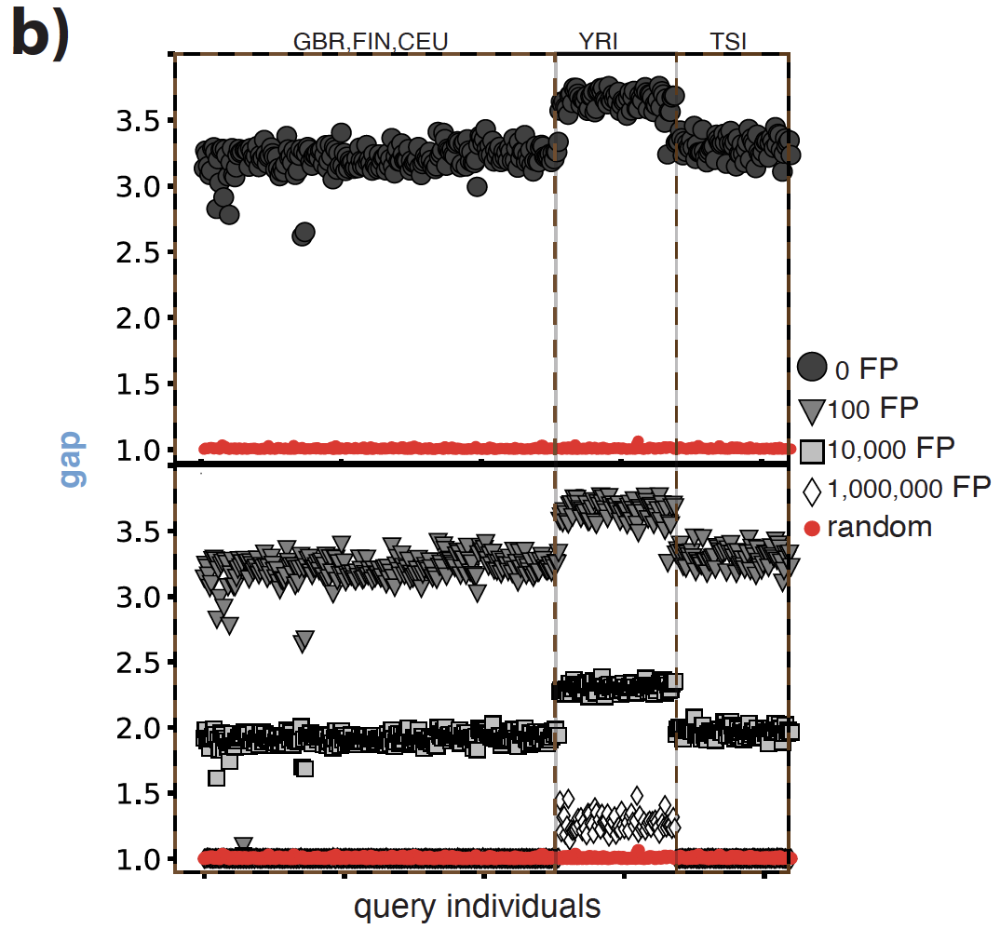 b)
GBR,FIN,CEU YRI TSI
3.5
3.0
2.5
2.0
1.5
1.0
gap
3.5
3.0
2.5
2.0
1.5
1.0
0 FP
100 FP
10,000 FP
1,000,000 FP
random
query individuals